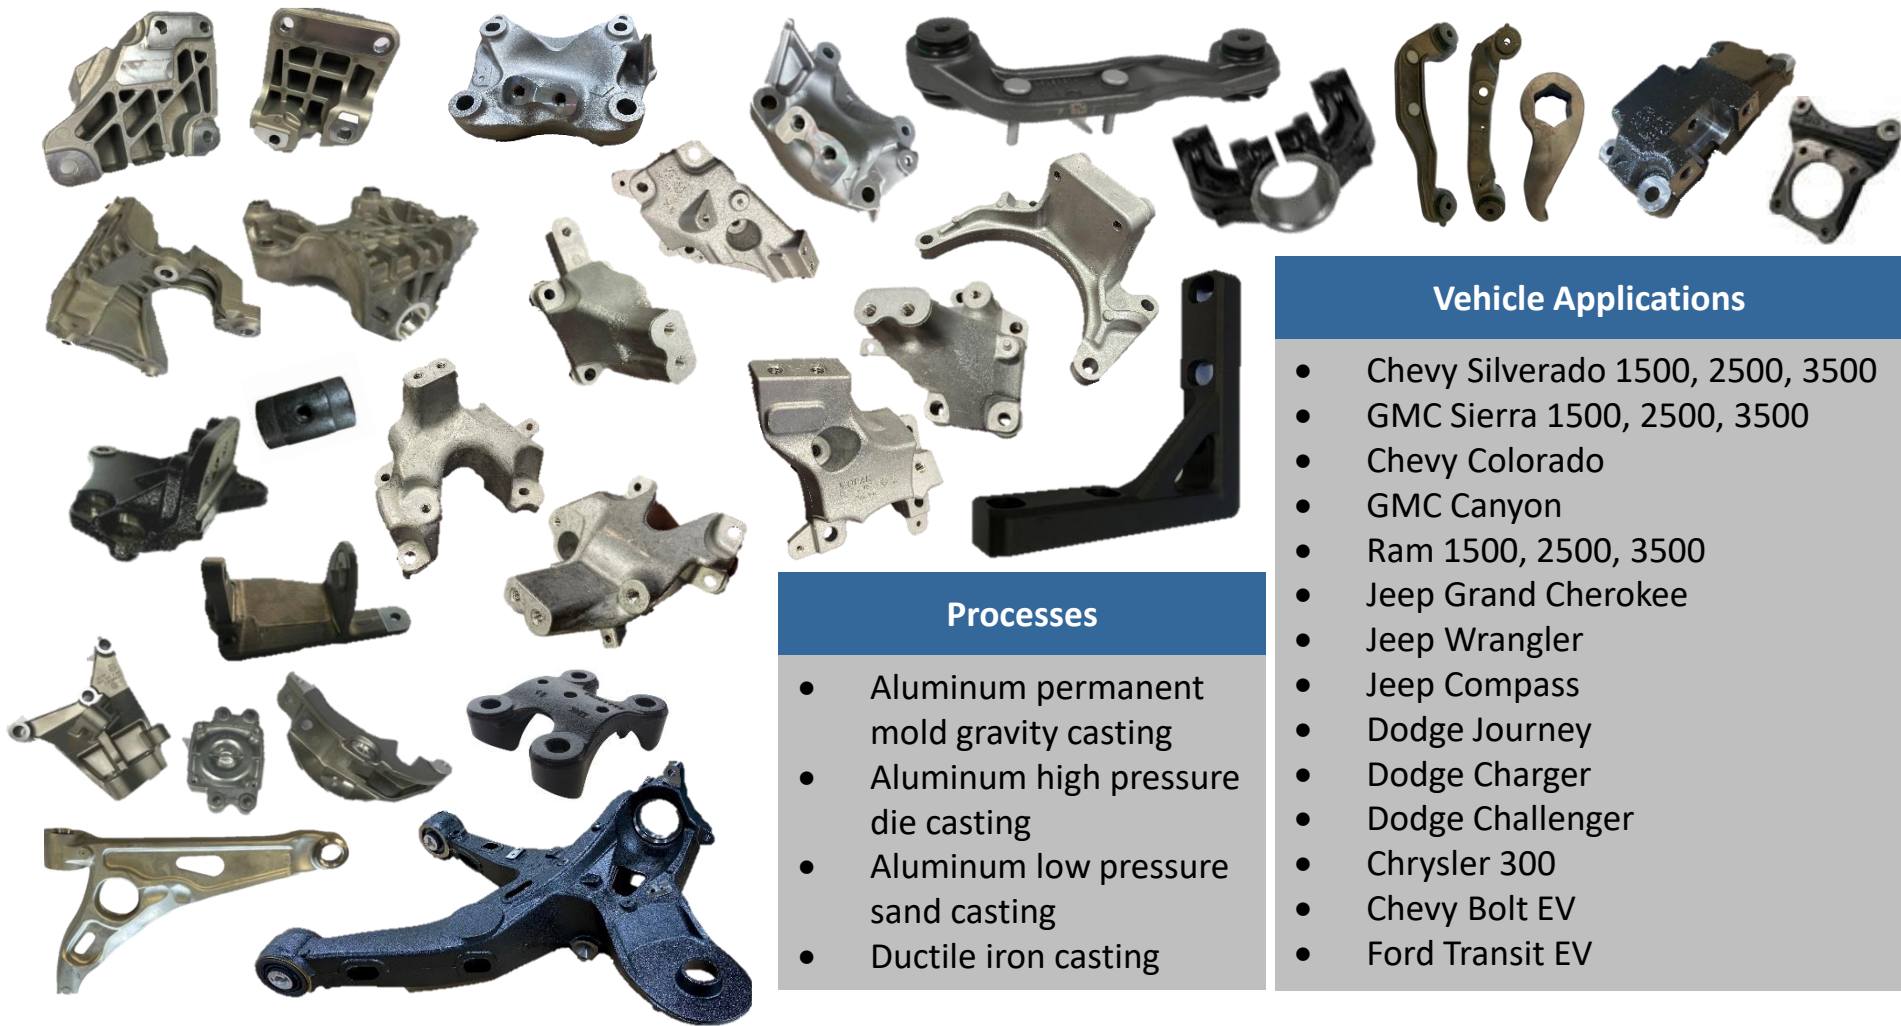 Vehicle Applications
• Chevy Silverado 1500, 2500, 3500
• GMC Sierra 1500, 2500, 3500
• Chevy Colorado
• GMC Canyon
• Ram 1500, 2500, 3500
• Jeep Grand Cherokee
• Jeep Wrangler
• Jeep Compass
• Dodge Journey
• Dodge Charger
• Dodge Challenger
• Chrysler 300
• Chevy Bolt EV
• Ford Transit EV
Processes
• Aluminum permanent
mold gravity casting
• Aluminum high pressure
die casting
• Aluminum low pressure
sand casting
• Ductile iron casting